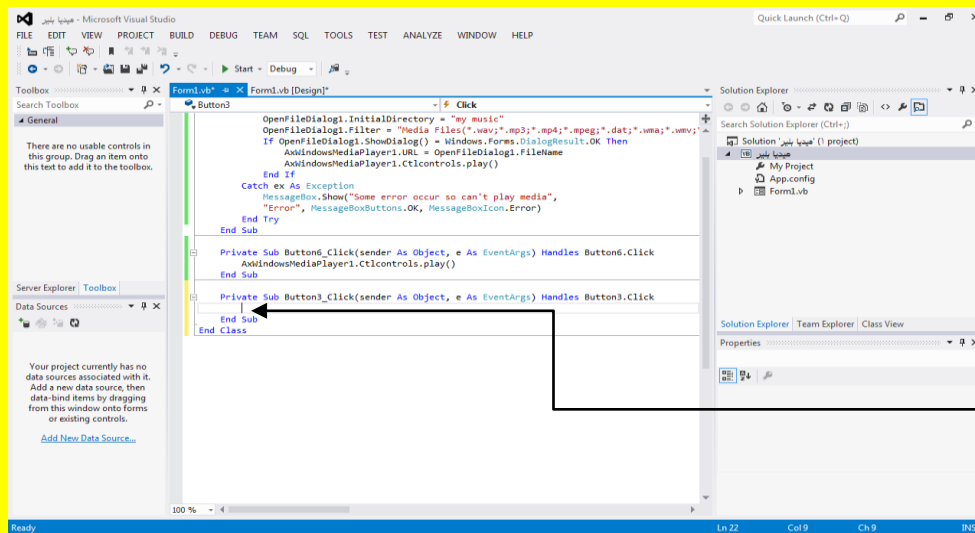 ميديا بلير - Microsoft Visual Studio
Quick Launch (Ctrl+Q)
FILE EDIT VIEW PROJECT BUILD DEBUG TEAM SQL TOOLS TEST ANALYZE WINDOW HELP
Start Debug
Toolbox
Search Toolbox
General
There are no usable controls in
this group. Drag an item onto
this text to add it to the toolbox.
Server Explorer Toolbox
Data Sources
Your project currently has no
data sources associated with it.
Add a new data source, then
data-bind items by dragging
from this window onto forms
or existing controls.
Add New Data Source...
Form1.vb* Form1.vb [Design]*
Button3 Click
OpenFileDialog1.InitialDirectory = "my music"
OpenFileDialog1.Filter = "Media Files(*.wav;*.mp3;*.mp4;*.mpeg;*.dat;*.wma;*.wmv;*
If OpenFileDialog1.ShowDialog() = Windows.Forms.DialogResult.OK Then
AxWindowsMediaPlayer1.URL = OpenFileDialog1.FileName
AxWindowsMediaPlayer1.Ctlcontrols.play()
End If
Catch ex As Exception
MessageBox.Show("Some error occur so can't play media",
"Error", MessageBoxButtons.OK, MessageBoxIcon.Error)
End Try
End Sub
Private Sub Button6_Click(sender As Object, e As EventArgs) Handles Button6.Click
AxWindowsMediaPlayer1.Ctlcontrols.play()
End Sub
Private Sub Button3_Click(sender As Object, e As EventArgs) Handles Button3.Click
End Sub
End Class
100 %
Solution Explorer
Search Solution Explorer (Ctrl+;)
Solution 'ميديا بلير' (1 project)
ميديا بلير
My Project
App.config
Form1.vb
Solution Explorer Team Explorer Class View
Properties
Ready Ln 22 Col 9 Ch 9 INS